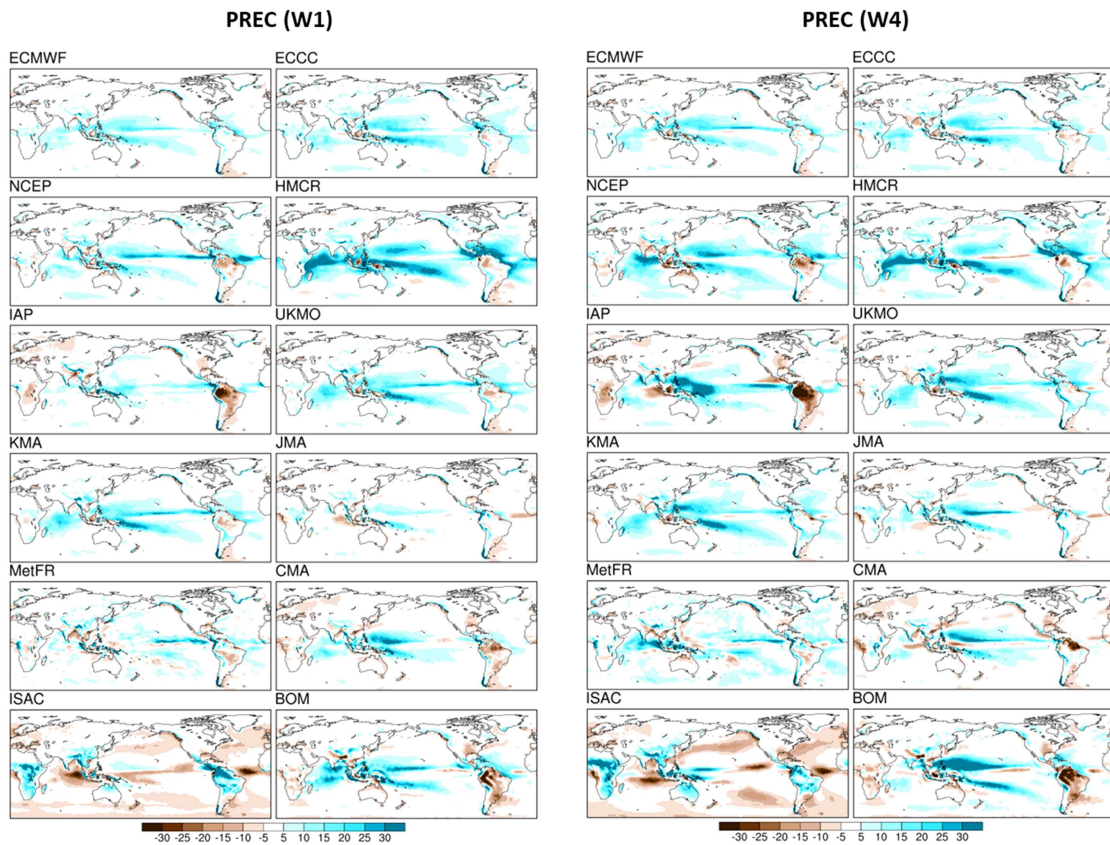 PREC (W1) PREC (W4)
ECMWF ECCC ECMWF ECCC
NCEP HMCR NCEP HMCR
IAP UKMO IAP UKMO
KMA JMA KMA JMA
MetFR CMA MetFR CMA
ISAC BOM ISAC BOM
-30 -25 -20 -15 -10 -5 5 10 15 20 25 30 -30 -25 -20 -15 -10 -5 5 10 15 20 25 30